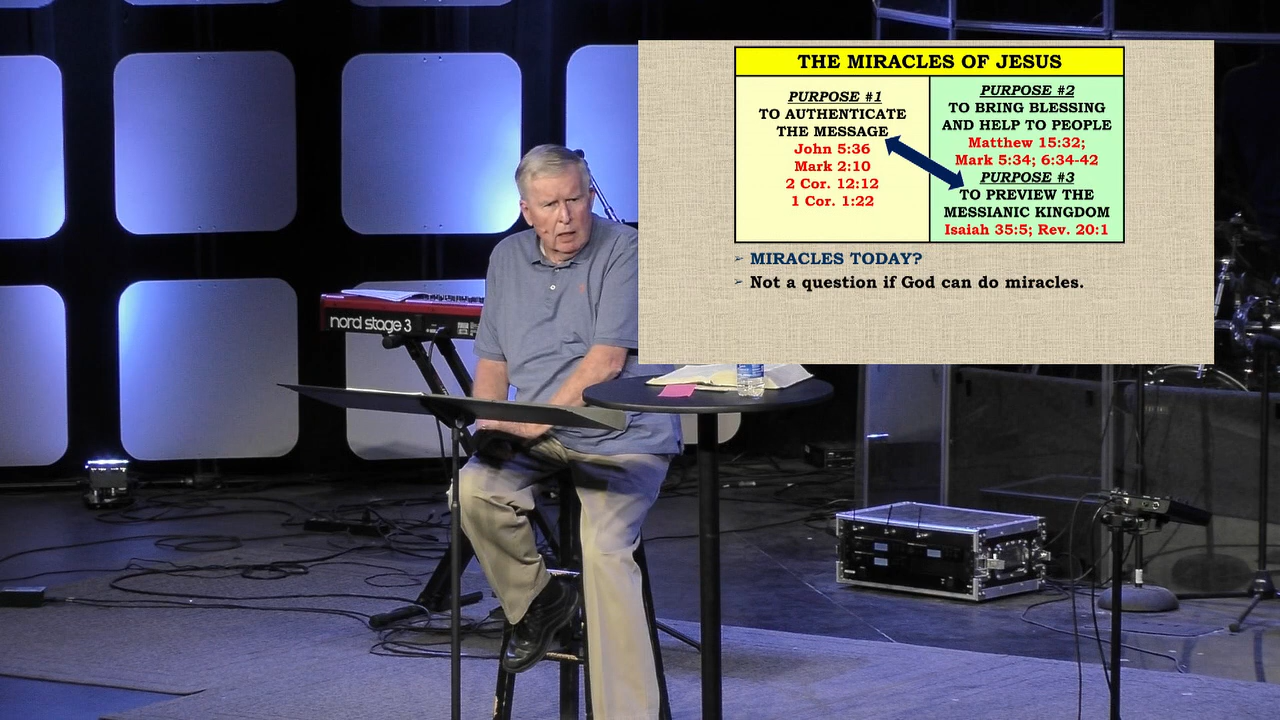 THE MIRACLES OF JESUS
PURPOSE #1
TO AUTHENTICATE
THE MESSAGE
John 5:36
Mark 2:10
2 Cor. 12:12
1 Cor. 1:22
PURPOSE #2
TO BRING BLESSING
AND HELP TO PEOPLE
Matthew 15:32;
Mark 5:34; 6:34-42
PURPOSE #3
TO PREVIEW THE
MESSIANIC KINGDOM
Isaiah 35:5; Rev. 20:1
➢ MIRACLES TODAY?
➢ Not a question if God can do miracles.
nord stage 3